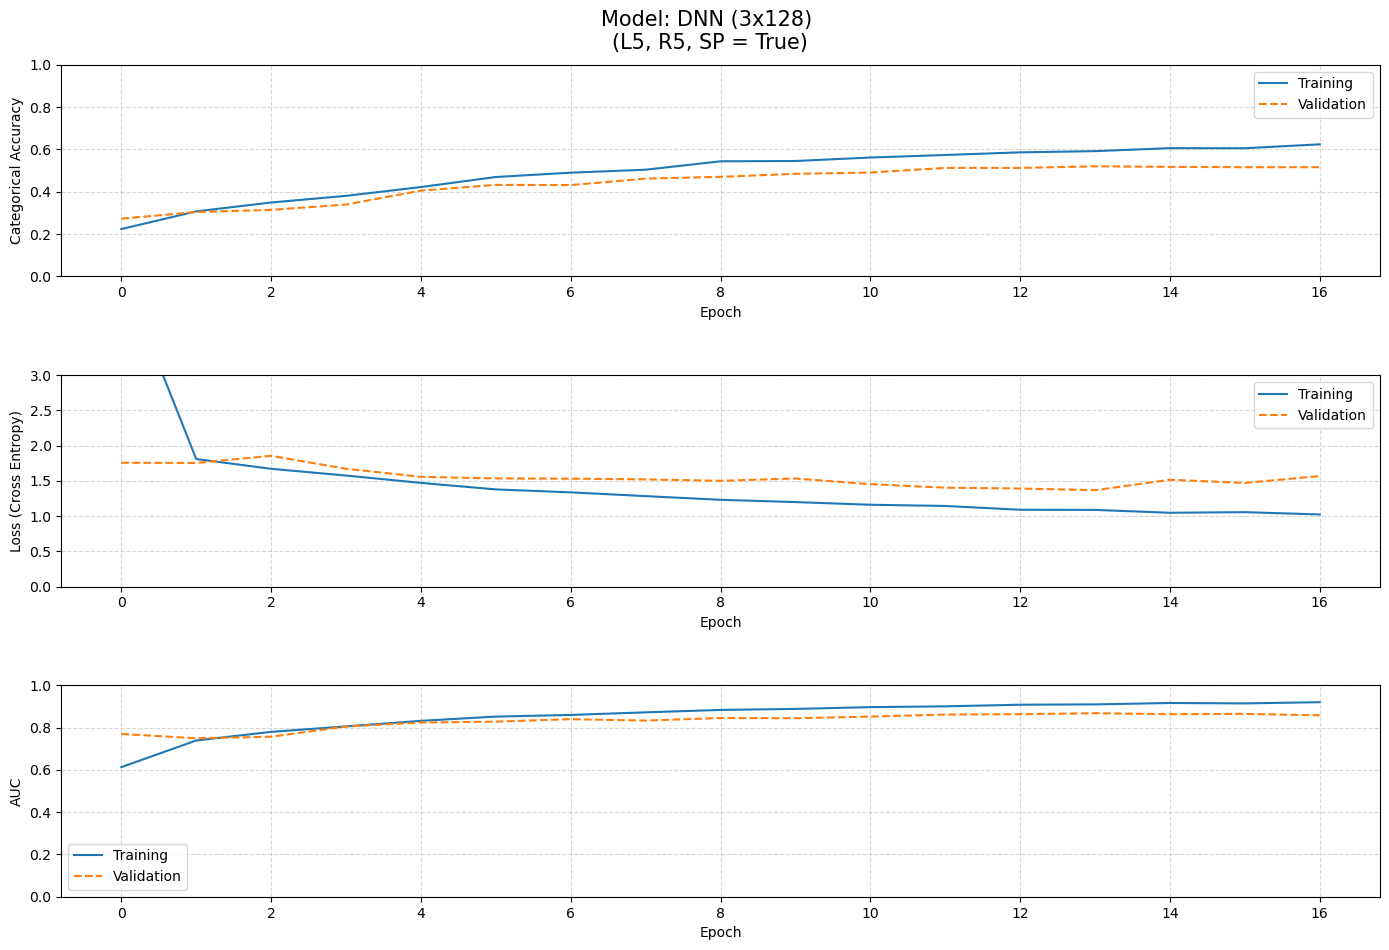 Model: DNN (3x128)
(L5, R5, SP = True)
Categorical Accuracy
1.0
0.8
0.6
0.4
0.2
0.0
Training
Validation
0 2 4 6 8 10 12 14 16
Epoch
Loss (Cross Entropy)
3.0
2.5
2.0
1.5
1.0
0.5
0.0
Training
Validation
0 2 4 6 8 10 12 14 16
Epoch
AUC
1.0
0.8
0.6
0.4
0.2
0.0
Training
Validation
0 2 4 6 8 10 12 14 16
Epoch